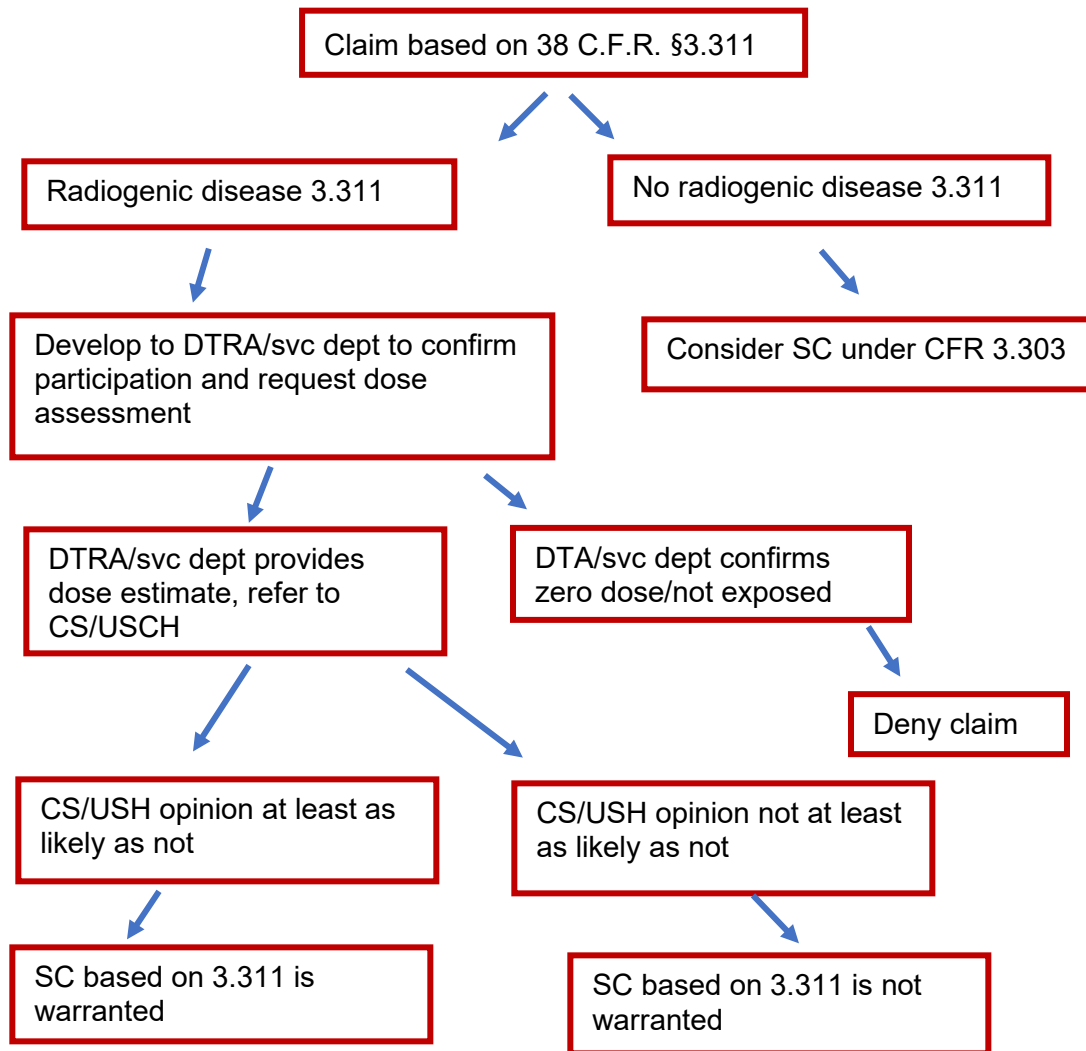 Claim based on 38 C.F.R. §3.311
Radiogenic disease 3.311
No radiogenic disease 3.311
Develop to DTRA/svc dept to confirm
participation and request dose
assessment
Consider SC under CFR 3.303
DTRA/svc dept provides
dose estimate, refer to
CS/USCH
DTA/svc dept confirms
zero dose/not exposed
Deny claim
CS/USH opinion at least as
likely as not
CS/USH opinion not at least
as likely as not
SC based on 3.311 is
warranted
SC based on 3.311 is not
warranted